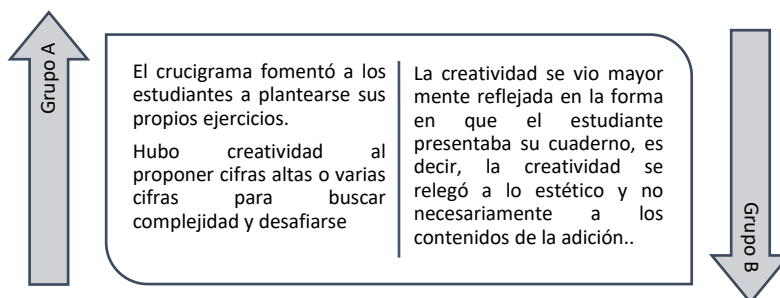 Grupo A
El crucigrama fomentó a los
estudiantes a plantearse sus
propios ejercicios.
Hubo creatividad al
proponer cifras altas o varias
cifras para buscar
complejidad y desafiarse
La creatividad se vio mayor
mente reflejada en la forma
en que el estudiante
presentaba su cuaderno, es
decir, la creatividad se
relegó a lo estético y no
necesariamente a los
contenidos de la adición..
Grupo B